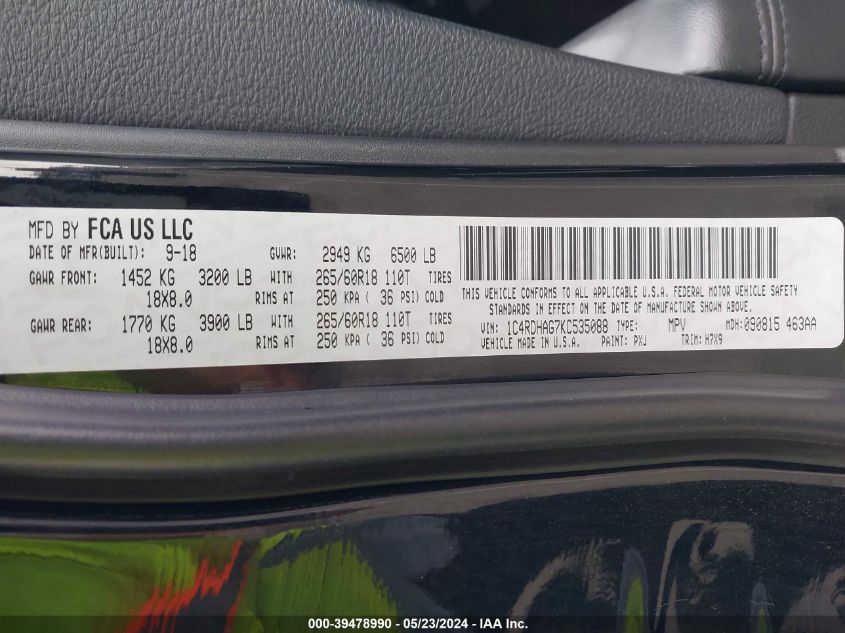 MFD BY FCA US LLC
DATE OF MFR(BUILT): 9-18 GVWR: 2949 KG 6500 LB
GAWR FRONT: 1452 KG 3200 LB WITH 265/60R18 110T TIRES
18X8.0 RIMS AT 250 KPA ( 36 PSI) COLD
GAWR REAR: 1770 KG 3900 LB WITH 265/60R18 110T TIRES
18X8.0 RIMS AT 250 KPA ( 36 PSI) COLD
THIS VEHICLE CONFORMS TO ALL APPLICABLE U.S.A. FEDERAL MOTOR VEHICLE SAFETY
STANDARDS IN EFFECT ON THE DATE OF MANUFACTURE SHOWN ABOVE.
VIN: 1C4RDHAG7KC535088 TYPE: MPV MDH: 090815 463AA
VEHICLE MADE IN U.S.A. PAINT: PXJ TRIM: H7X9
000-39478990 - 05/23/2024 - IAA Inc.